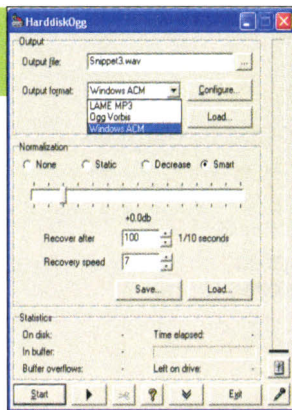 HarddiskOgg
Output
Output file: Snippet3.wav ...
Output format: Windows ACM Configure...
LAME MP3
Ogg Vorbis
Windows ACM
Load...
Normalization
None Static Decrease Smart
+0.0db
Recover after 100 1/10 seconds
Recovery speed 7
Save... Load...
Statistics
On disk: - Time elapsed: -
In buffer: -
Buffer overflows: - Left on drive: -
Start ? Exit